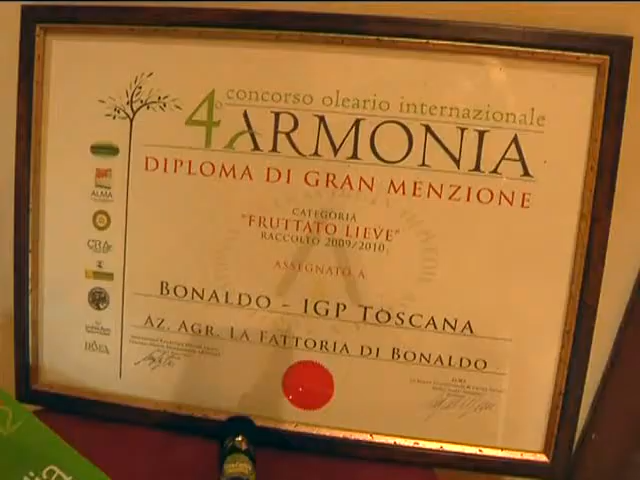 4°
concorso oleario internazionale
ARMONIA
DIPLOMA DI GRAN MENZIONE
CATEGORIA
"FRUTTATO LIEVE"
RACCOLTO 2009/2010
ASSEGNATO A
BONALDO - IGP TOSCANA
AZ. AGR. LA FATTORIA DI BONALDO
ALMA
CRA